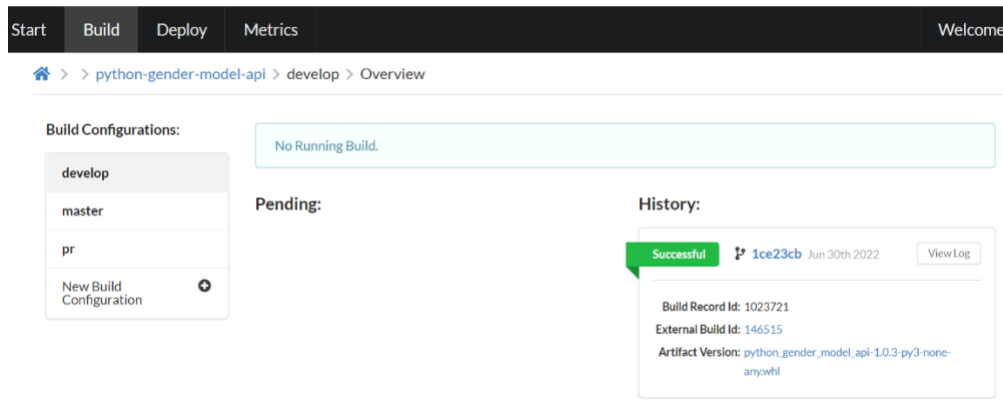 Start Build Deploy Metrics Welcome
> > python-gender-model-api > develop > Overview
Build Configurations:
develop
master
pr
New Build
Configuration
No Running Build.
Pending:
History:
Successful 1ce23cb Jun 30th 2022 View Log
Build Record Id: 1023721
External Build Id: 146515
Artifact Version: python_gender_model_api-1.0.3-py3-none-
any.whl